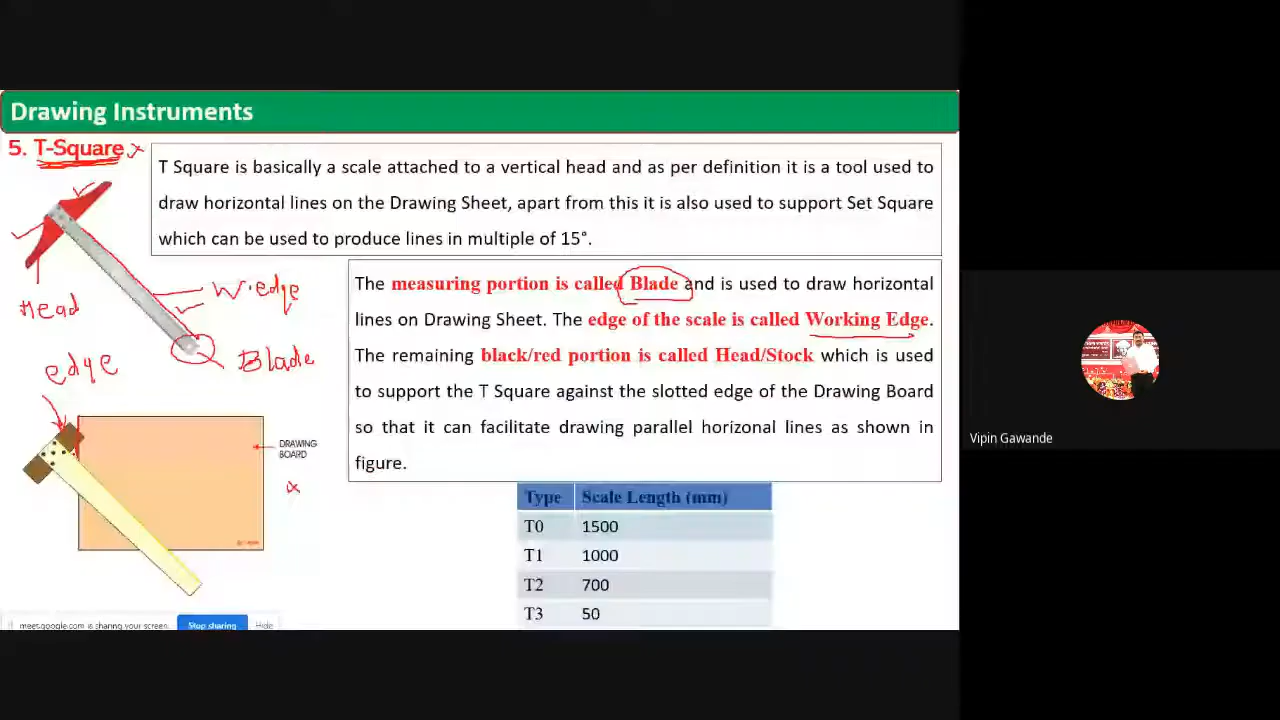 Drawing Instruments
5. T-Square
T Square is basically a scale attached to a vertical head and as per definition it is a tool used to
draw horizontal lines on the Drawing Sheet, apart from this it is also used to support Set Square
which can be used to produce lines in multiple of 15°.
Head
W.edge
Blade
The measuring portion is called Blade and is used to draw horizontal
lines on Drawing Sheet. The edge of the scale is called Working Edge.
The remaining black/red portion is called Head/Stock which is used
to support the T Square against the slotted edge of the Drawing Board
so that it can facilitate drawing parallel horizonal lines as shown in
figure.
edge
DRAWING
BOARD
Type Scale Length (mm)
T0 1500
T1 1000
T2 700
T3 50
meet.google.com is sharing your screen.
Stop sharing
Hide
Vipin Gawande